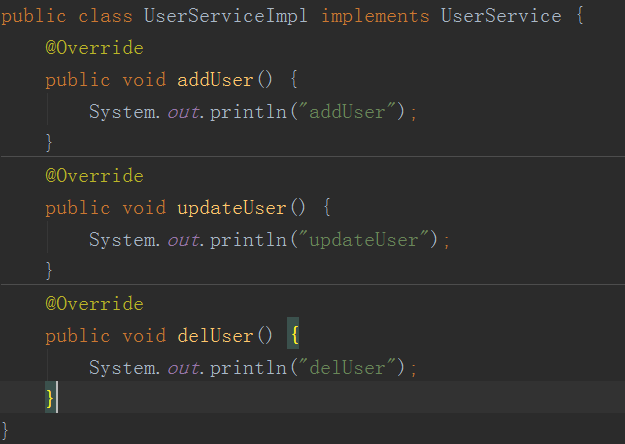 public class UserServiceImpl implements UserService {
    @Override
    public void addUser() {
        System.out.println("addUser");
    }
    @Override
    public void updateUser() {
        System.out.println("updateUser");
    }
    @Override
    public void delUser() {
        System.out.println("delUser");
    }
}